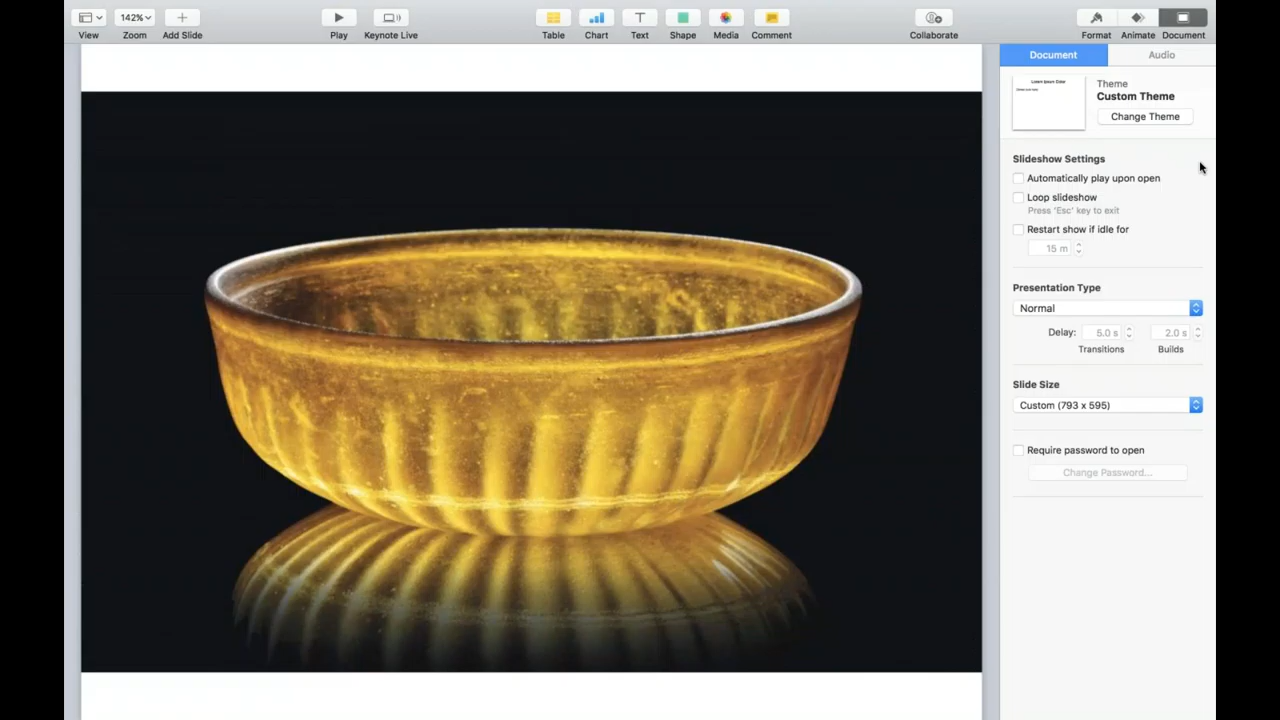 142%
View
Zoom
Add Slide
Play
Keynote Live
Table
Chart
Text
Shape
Media
Comment
Collaborate
Format
Animate
Document
Document
Audio
Lorem Ipsum Dolor
Theme
Custom Theme
Change Theme
Slideshow Settings
Automatically play upon open
Loop slideshow
Press 'Esc' key to exit
Restart show if idle for
15 m
Presentation Type
Normal
Delay: 5.0 s 2.0 s
Transitions Builds
Slide Size
Custom (793 x 595)
Require password to open
Change Password...